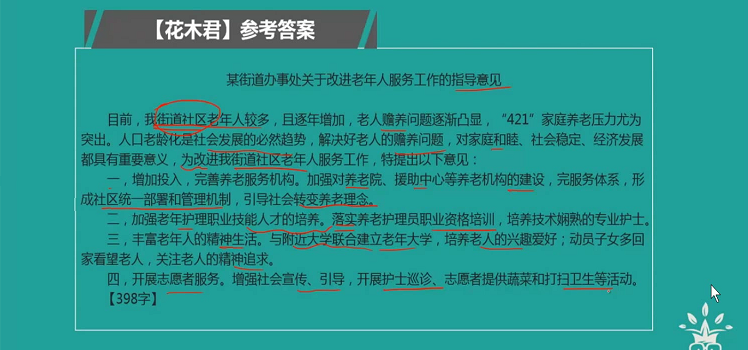 【花木君】参考答案
某街道办事处关于改进老年人服务工作的指导意见
目前，我街道社区老年人较多，且逐年增加，老人赡养问题逐渐凸显，“421”家庭养老压力尤为
突出。人口老龄化是社会发展的必然趋势，解决好老人的赡养问题，对家庭和睦、社会稳定、经济发展
都具有重要意义，为改进我街道社区老年人服务工作，特提出以下意见：
一，增加投入，完善养老服务机构。加强对养老院、援助中心等养老机构的建设，完服务体系，形
成社区统一部署和管理机制，引导社会转变养老理念。
二，加强老年护理职业技能人才的培养。落实养老护理员职业资格培训，培养技术娴熟的专业护士。
三，丰富老年人的精神生活。与附近大学联合建立老年大学，培养老人的兴趣爱好；动员子女多回
家看望老人，关注老人的精神追求。
四，开展志愿者服务。增强社会宣传、引导，开展护士巡诊、志愿者提供蔬菜和打扫卫生等活动。
【398字】